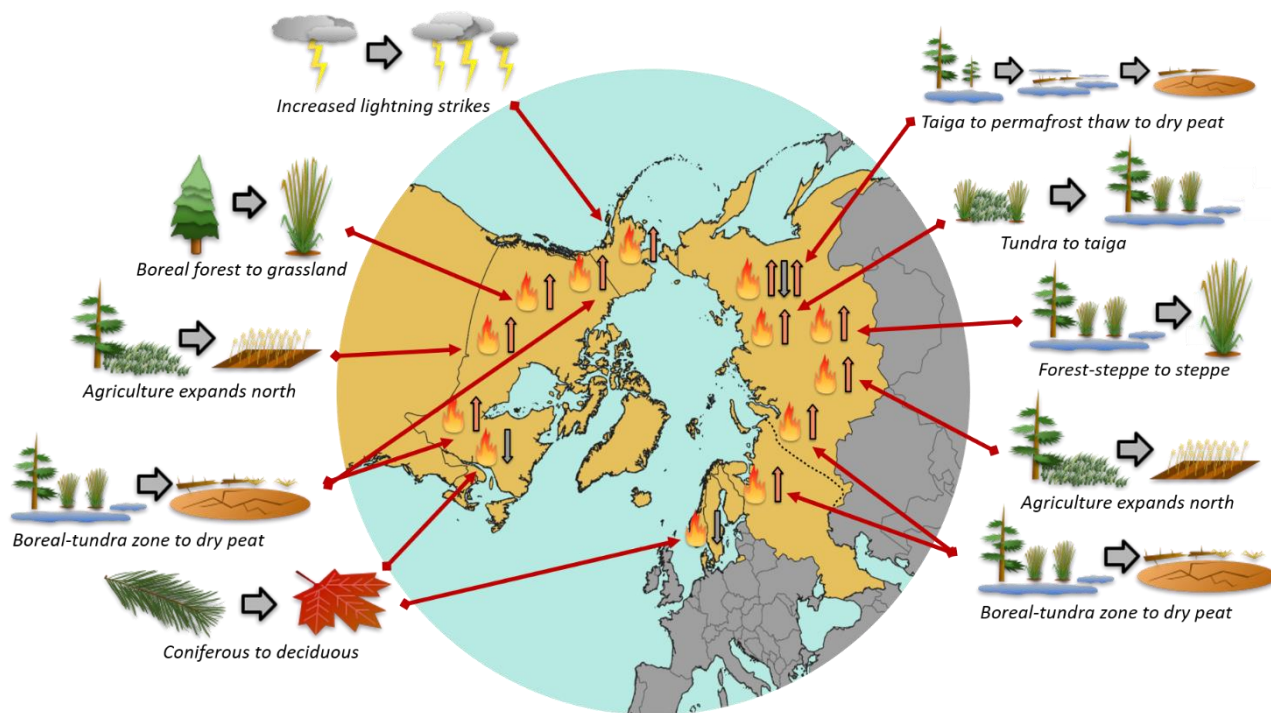 Increased lightning strikes
Taiga to permafrost thaw to dry peat
Boreal forest to grassland
Tundra to taiga
Agriculture expands north
Forest-steppe to steppe
Boreal-tundra zone to dry peat
Agriculture expands north
Coniferous to deciduous
Boreal-tundra zone to dry peat